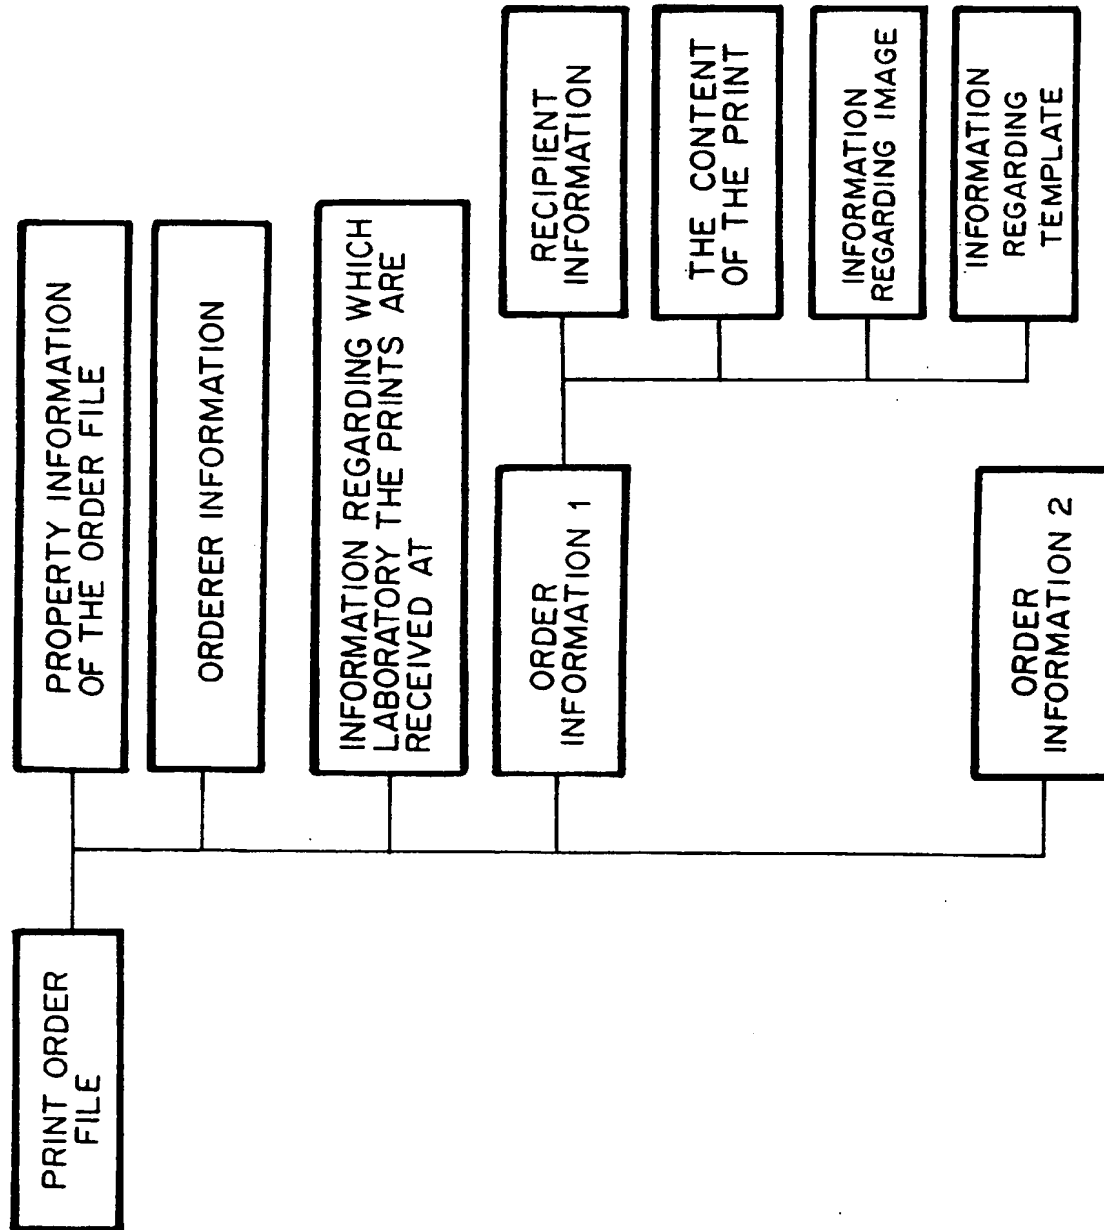 PRINT ORDER
FILE
PROPERTY INFORMATION
OF THE ORDER FILE
ORDERER INFORMATION
INFORMATION REGARDING WHICH
LABORATORY THE PRINTS ARE
RECEIVED AT
ORDER
INFORMATION 1
RECIPIENT
INFORMATION
THE CONTENT
OF THE PRINT
INFORMATION
REGARDING IMAGE
INFORMATION
REGARDING
TEMPLATE
ORDER
INFORMATION 2